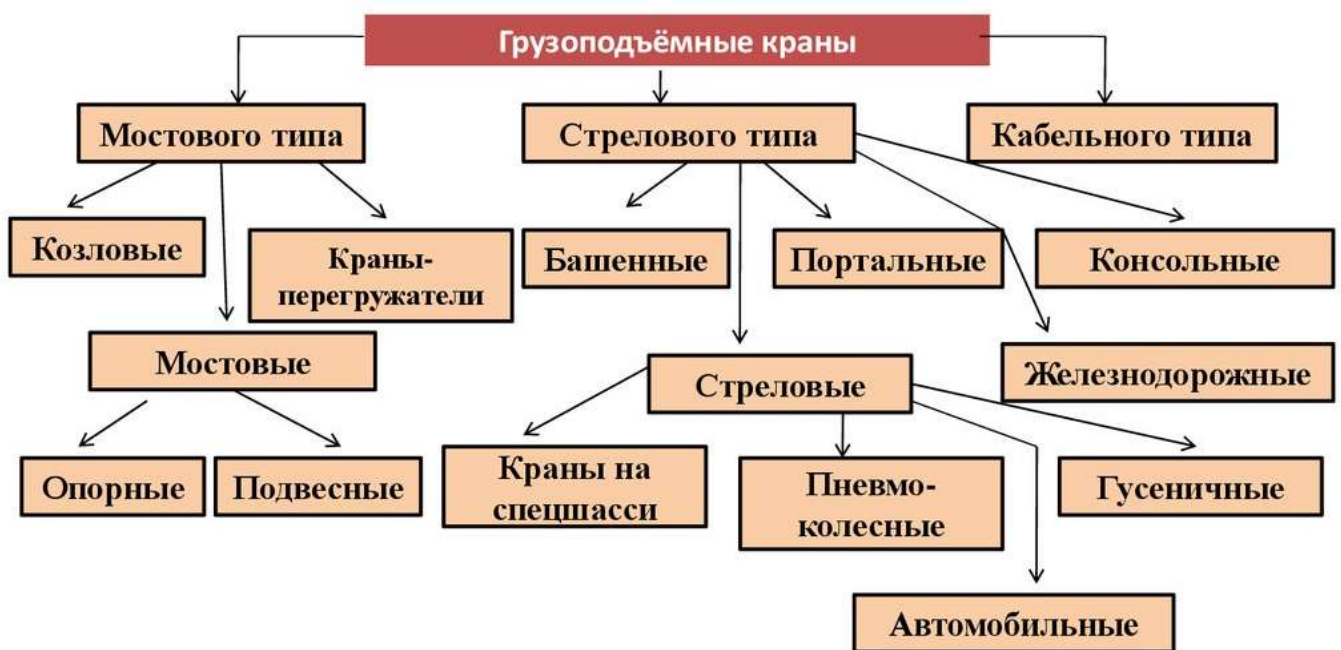 Грузоподъёмные краны
Мостового типа
Стрелового типа
Кабельного типа
Козловые
Краны-
перегружатели
Башенные
Портальные
Консольные
Мостовые
Стреловые
Железнодорожные
Опорные
Подвесные
Краны на
спецшасси
Пневмо-
колесные
Гусеничные
Автомобильные